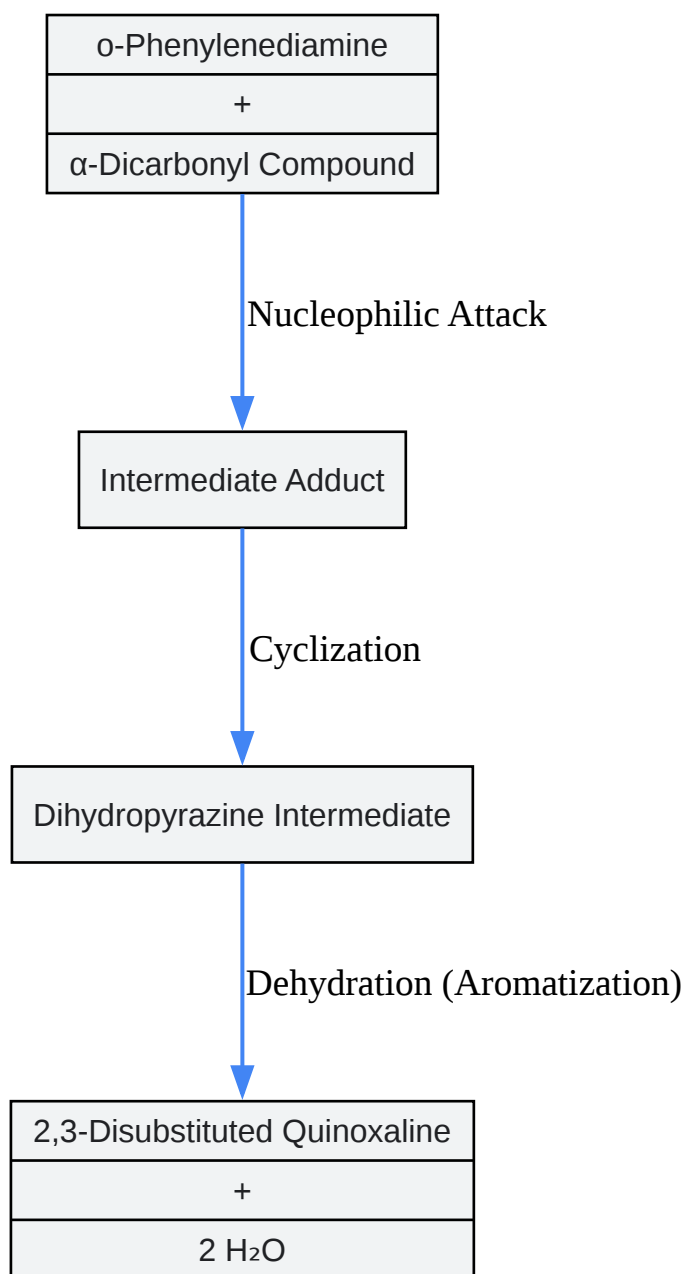 o-Phenylenediamine
+
α-Dicarbonyl Compound
Nucleophilic Attack
Intermediate Adduct
Cyclization
Dihydropyrazine Intermediate
Dehydration (Aromatization)
2,3-Disubstituted Quinoxaline
+
2 H₂O